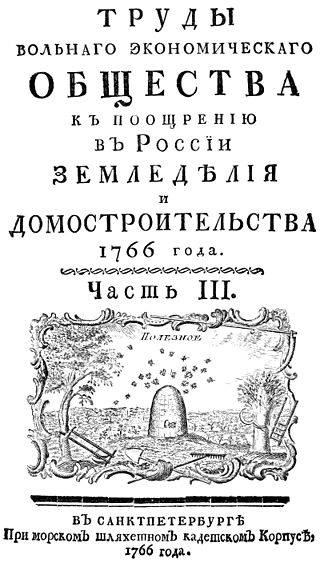 ТРУДЫ
ВОЛЬНАГО ЭКОНОМИЧЕСКАГО
ОБЩЕСТВА
КЪ ПООЩРЕНІЮ
ВЪ РОССЇИ
ЗЕМЛЕДѢЛІЯ
И
ДОМОСТРОИТЕЛЬСТВА
1766 года.
Часть III.
ПОЛЕЗНОЕ
ВЪ САНКТПЕТЕРБУРГѢ
При морскомъ шляхетномъ кадетскомъ Корпусѣ,
1766 года.